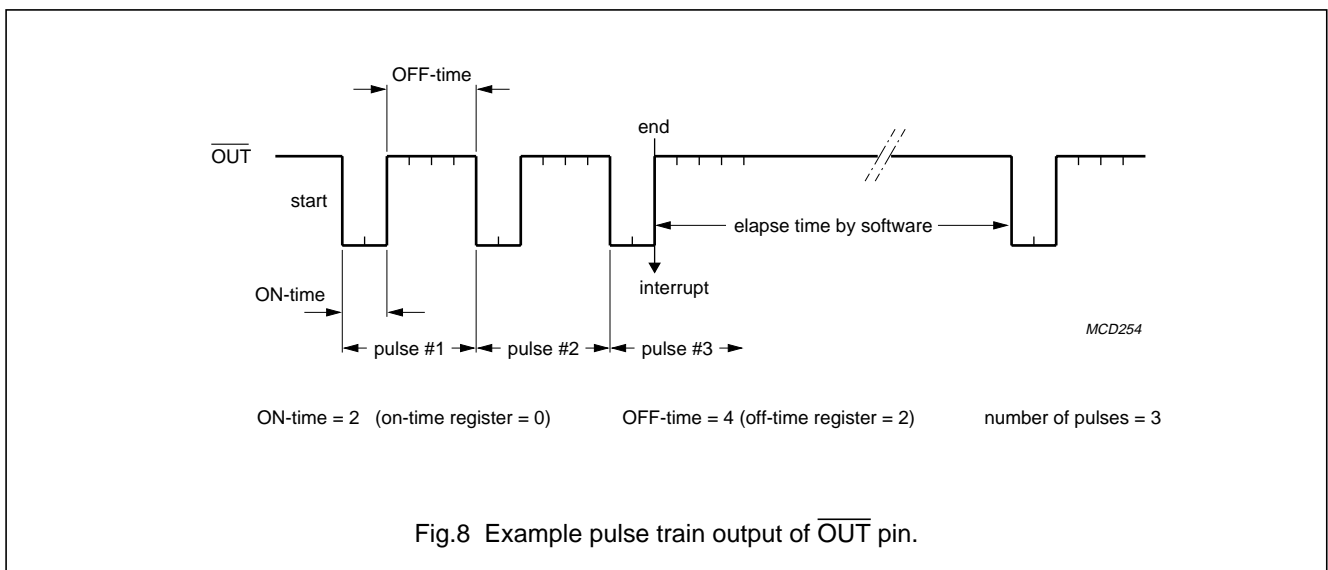 OFF-time
end
OUT
start
elapse time by software
ON-time
interrupt
MCD254
pulse #1
pulse #2
pulse #3
ON-time = 2 (on-time register = 0)
OFF-time = 4 (off-time register = 2)
number of pulses = 3
Fig.8 Example pulse train output of OUT pin.